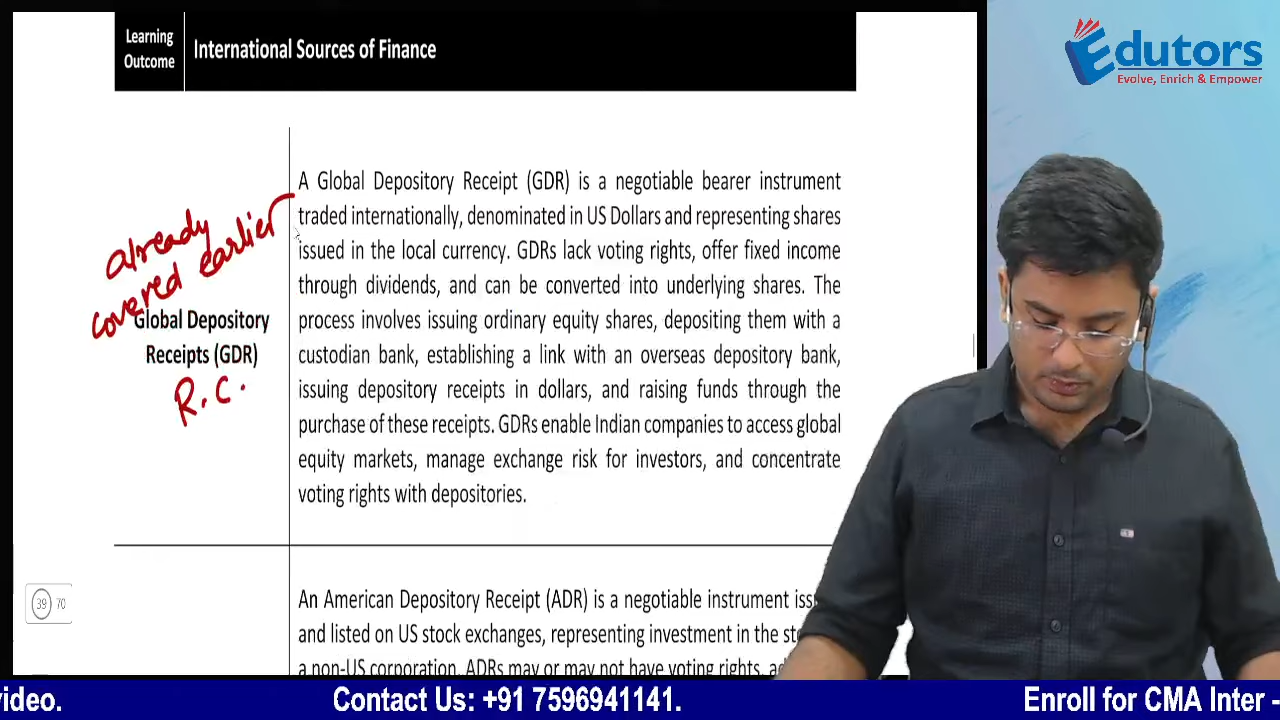 Learning
Outcome
International Sources of Finance
Edutors
Evolve, Enrich & Empower
already
covered earlier
Global Depository
Receipts (GDR)
R.C.
A Global Depository Receipt (GDR) is a negotiable bearer instrument
traded internationally, denominated in US Dollars and representing shares
issued in the local currency. GDRs lack voting rights, offer fixed income
through dividends, and can be converted into underlying shares. The
process involves issuing ordinary equity shares, depositing them with a
custodian bank, establishing a link with an overseas depository bank,
issuing depository receipts in dollars, and raising funds through the
purchase of these receipts. GDRs enable Indian companies to access global
equity markets, manage exchange risk for investors, and concentrate
voting rights with depositories.
39 70
An American Depository Receipt (ADR) is a negotiable instrument
and listed on US stock exchanges, representing investment in the
a non-US corporation. ADRs may or may not have voting rights,
video.
Contact Us: +91 7596941141.
Enroll for CMA Inter -